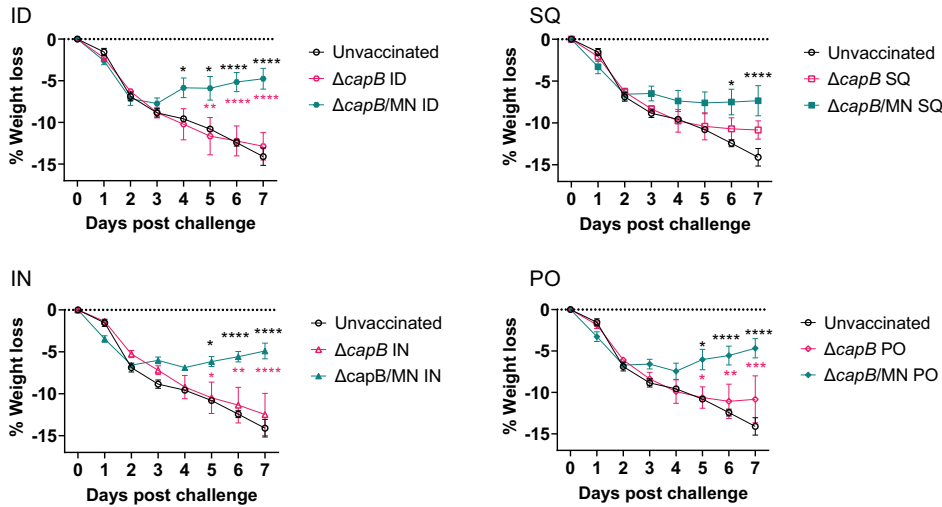 ID
0
-5
-10
-15
% Weight loss
* * **** ****
** **** ****
0 1 2 3 4 5 6 7
Days post challenge
Unvaccinated
ΔcapB ID
ΔcapB/MN ID
SQ
0
-5
-10
-15
% Weight loss
* ****
0 1 2 3 4 5 6 7
Days post challenge
Unvaccinated
ΔcapB SQ
ΔcapB/MN SQ
IN
0
-5
-10
-15
% Weight loss
* **** ****
* ** ****
0 1 2 3 4 5 6 7
Days post challenge
Unvaccinated
ΔcapB IN
ΔcapB/MN IN
PO
0
-5
-10
-15
% Weight loss
* **** ****
* ** ***
0 1 2 3 4 5 6 7
Days post challenge
Unvaccinated
ΔcapB PO
ΔcapB/MN PO